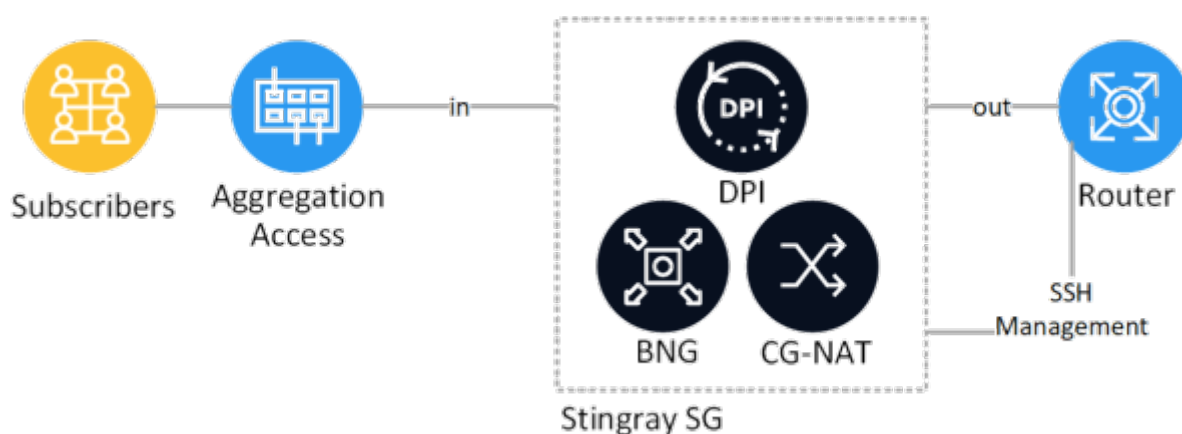 Subscribers
Aggregation
Access
in
DPI
DPI
BNG
CG-NAT
Stingray SG
out
Router
SSH
Management